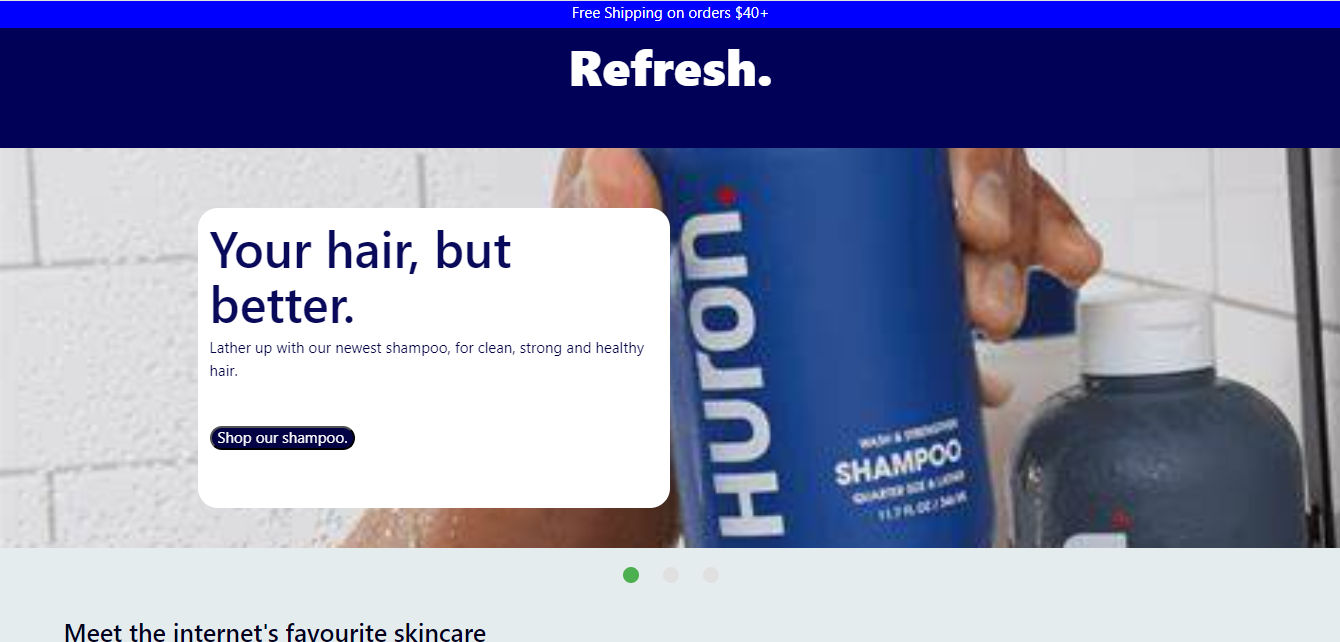 Free Shipping on orders $40+
Refresh.
Your hair, but
better.
Lather up with our newest shampoo, for clean, strong and healthy
hair.
Shop our shampoo.
Huron.
WASH & STRENGTHEN
SHAMPOO
QUARTER SIZE & LATHER
11.7 FL OZ /
Meet the internet's favourite skincare